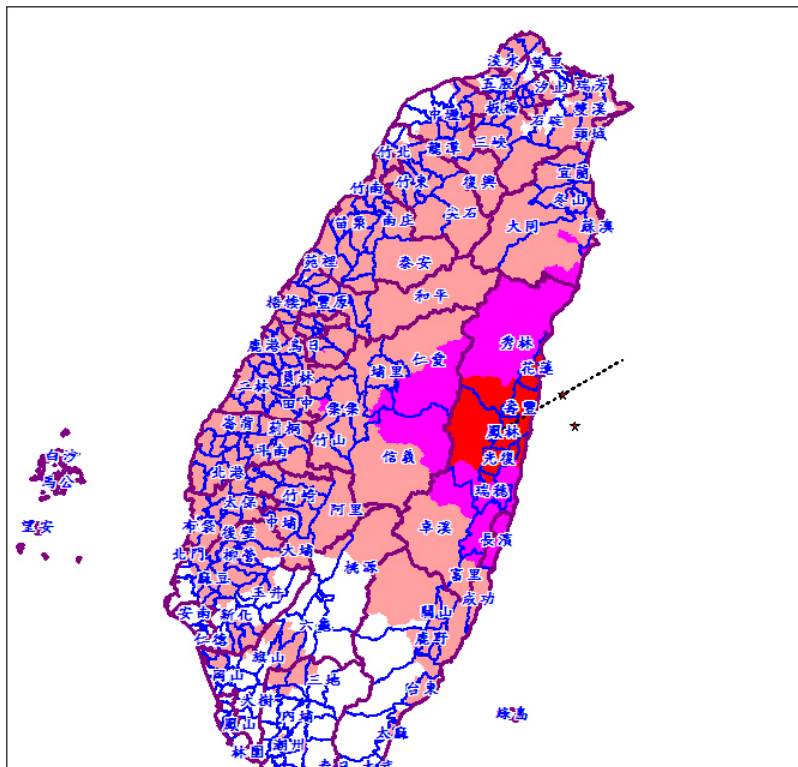 淡水
萬里
五股
汐止
瑞芳
板橋
雙溪
中壢
石碇
頭城
龍潭
三峽
竹北
宜蘭
竹南
竹東
復興
冬山
苗栗
南庄
尖石
大同
蘇澳
苑裡
泰安
和平
梧棲
豐原
鹿港
烏日
秀林
仁愛
花蓮
埔里
二林
員林
田中
集集
壽豐
崙背
莿桐
鳳林
斗南
竹山
信義
光復
白沙
馬公
北港
瑞穗
竹崎
太保
阿里
望安
布袋
中埔
後壁
卓溪
長濱
北門
柳營
大埔
桃源
麻豆
富里
玉井
成功
安南
新化
六龜
關山
仁德
鹿野
旗山
岡山
三地
台東
大樹
內埔
綠島
鳳山
太麻
林園
潮州